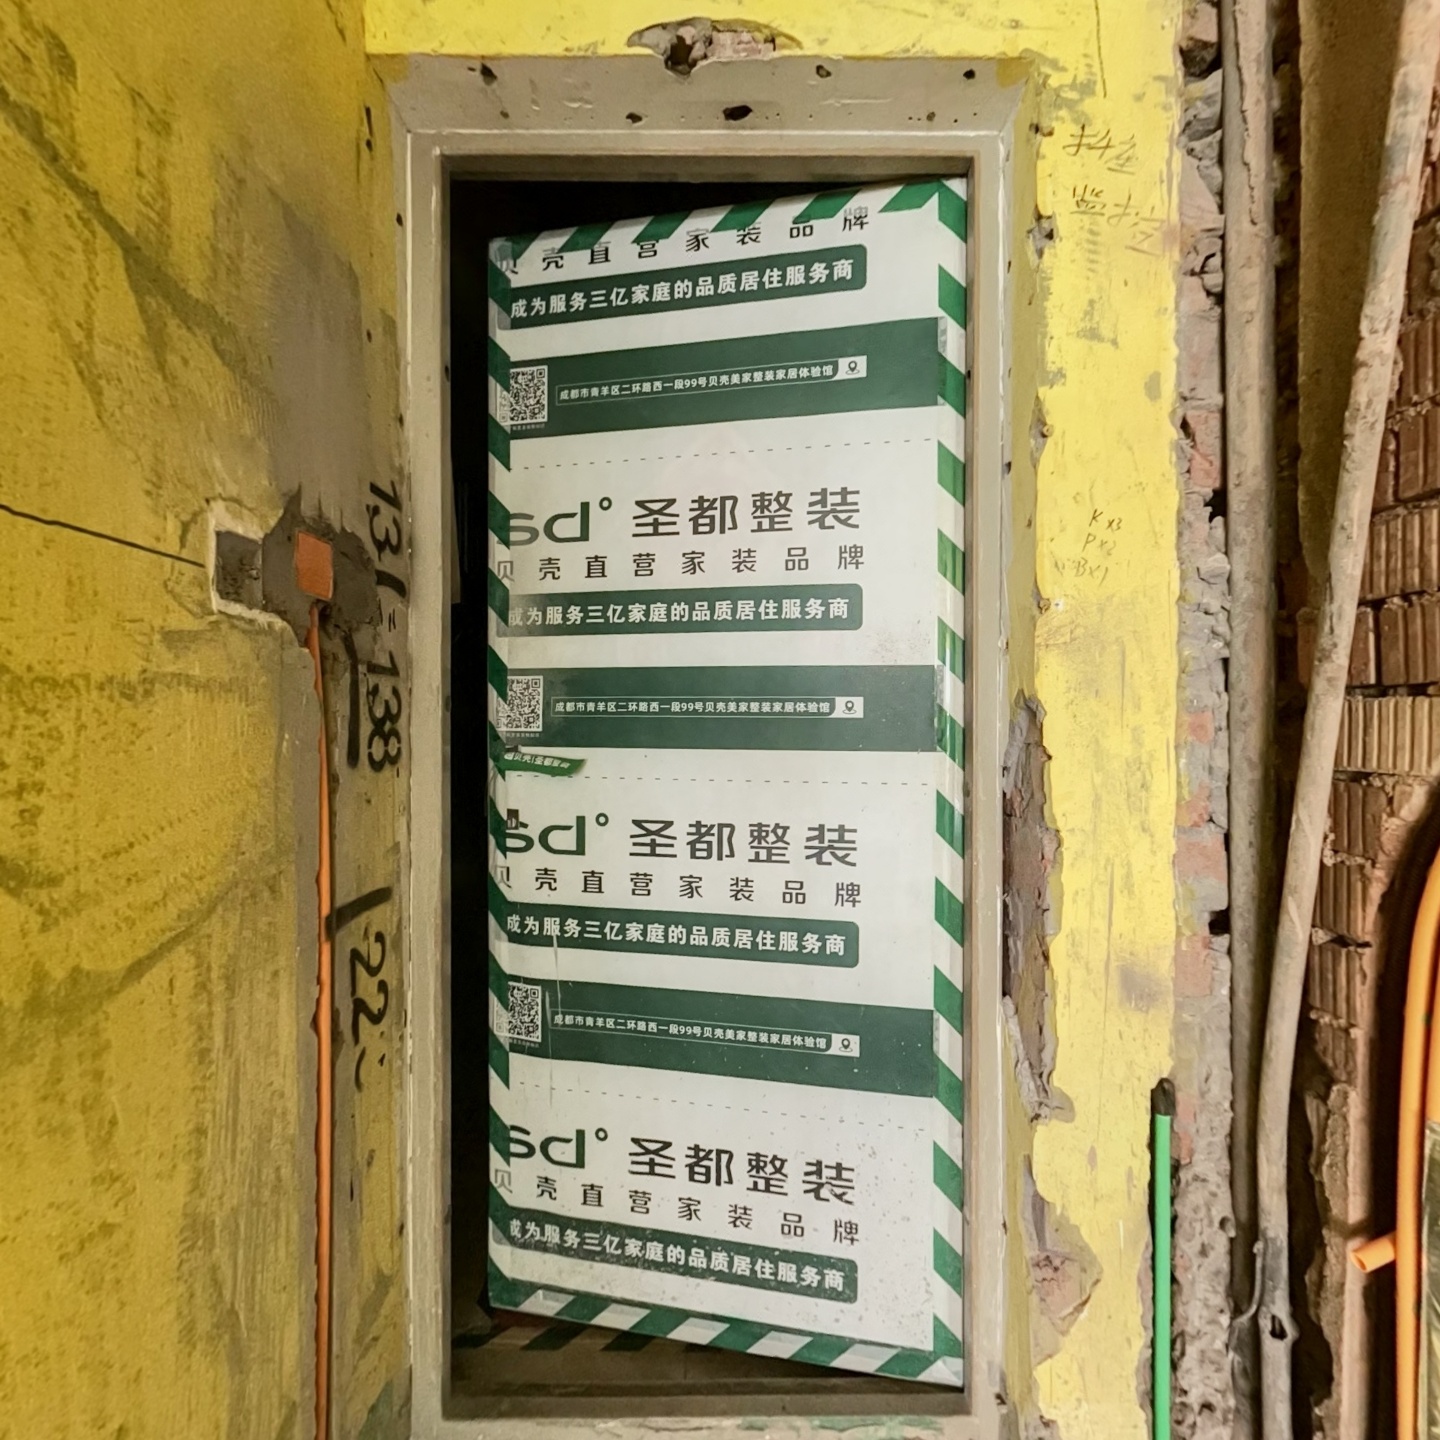 贝壳直营家装品牌
成为服务三亿家庭的品质居住服务商
成都市青羊区二环路西一段99号贝壳美家整装家居体验馆
sd° 圣都整装
贝壳直营家装品牌
成为服务三亿家庭的品质居住服务商
成都市青羊区二环路西一段99号贝壳美家整装家居体验馆
sd° 圣都整装
贝壳直营家装品牌
成为服务三亿家庭的品质居住服务商
成都市青羊区二环路西一段99号贝壳美家整装家居体验馆
sd° 圣都整装
贝壳直营家装品牌
成为服务三亿家庭的品质居住服务商
138
122
K x3
P x2
B x1